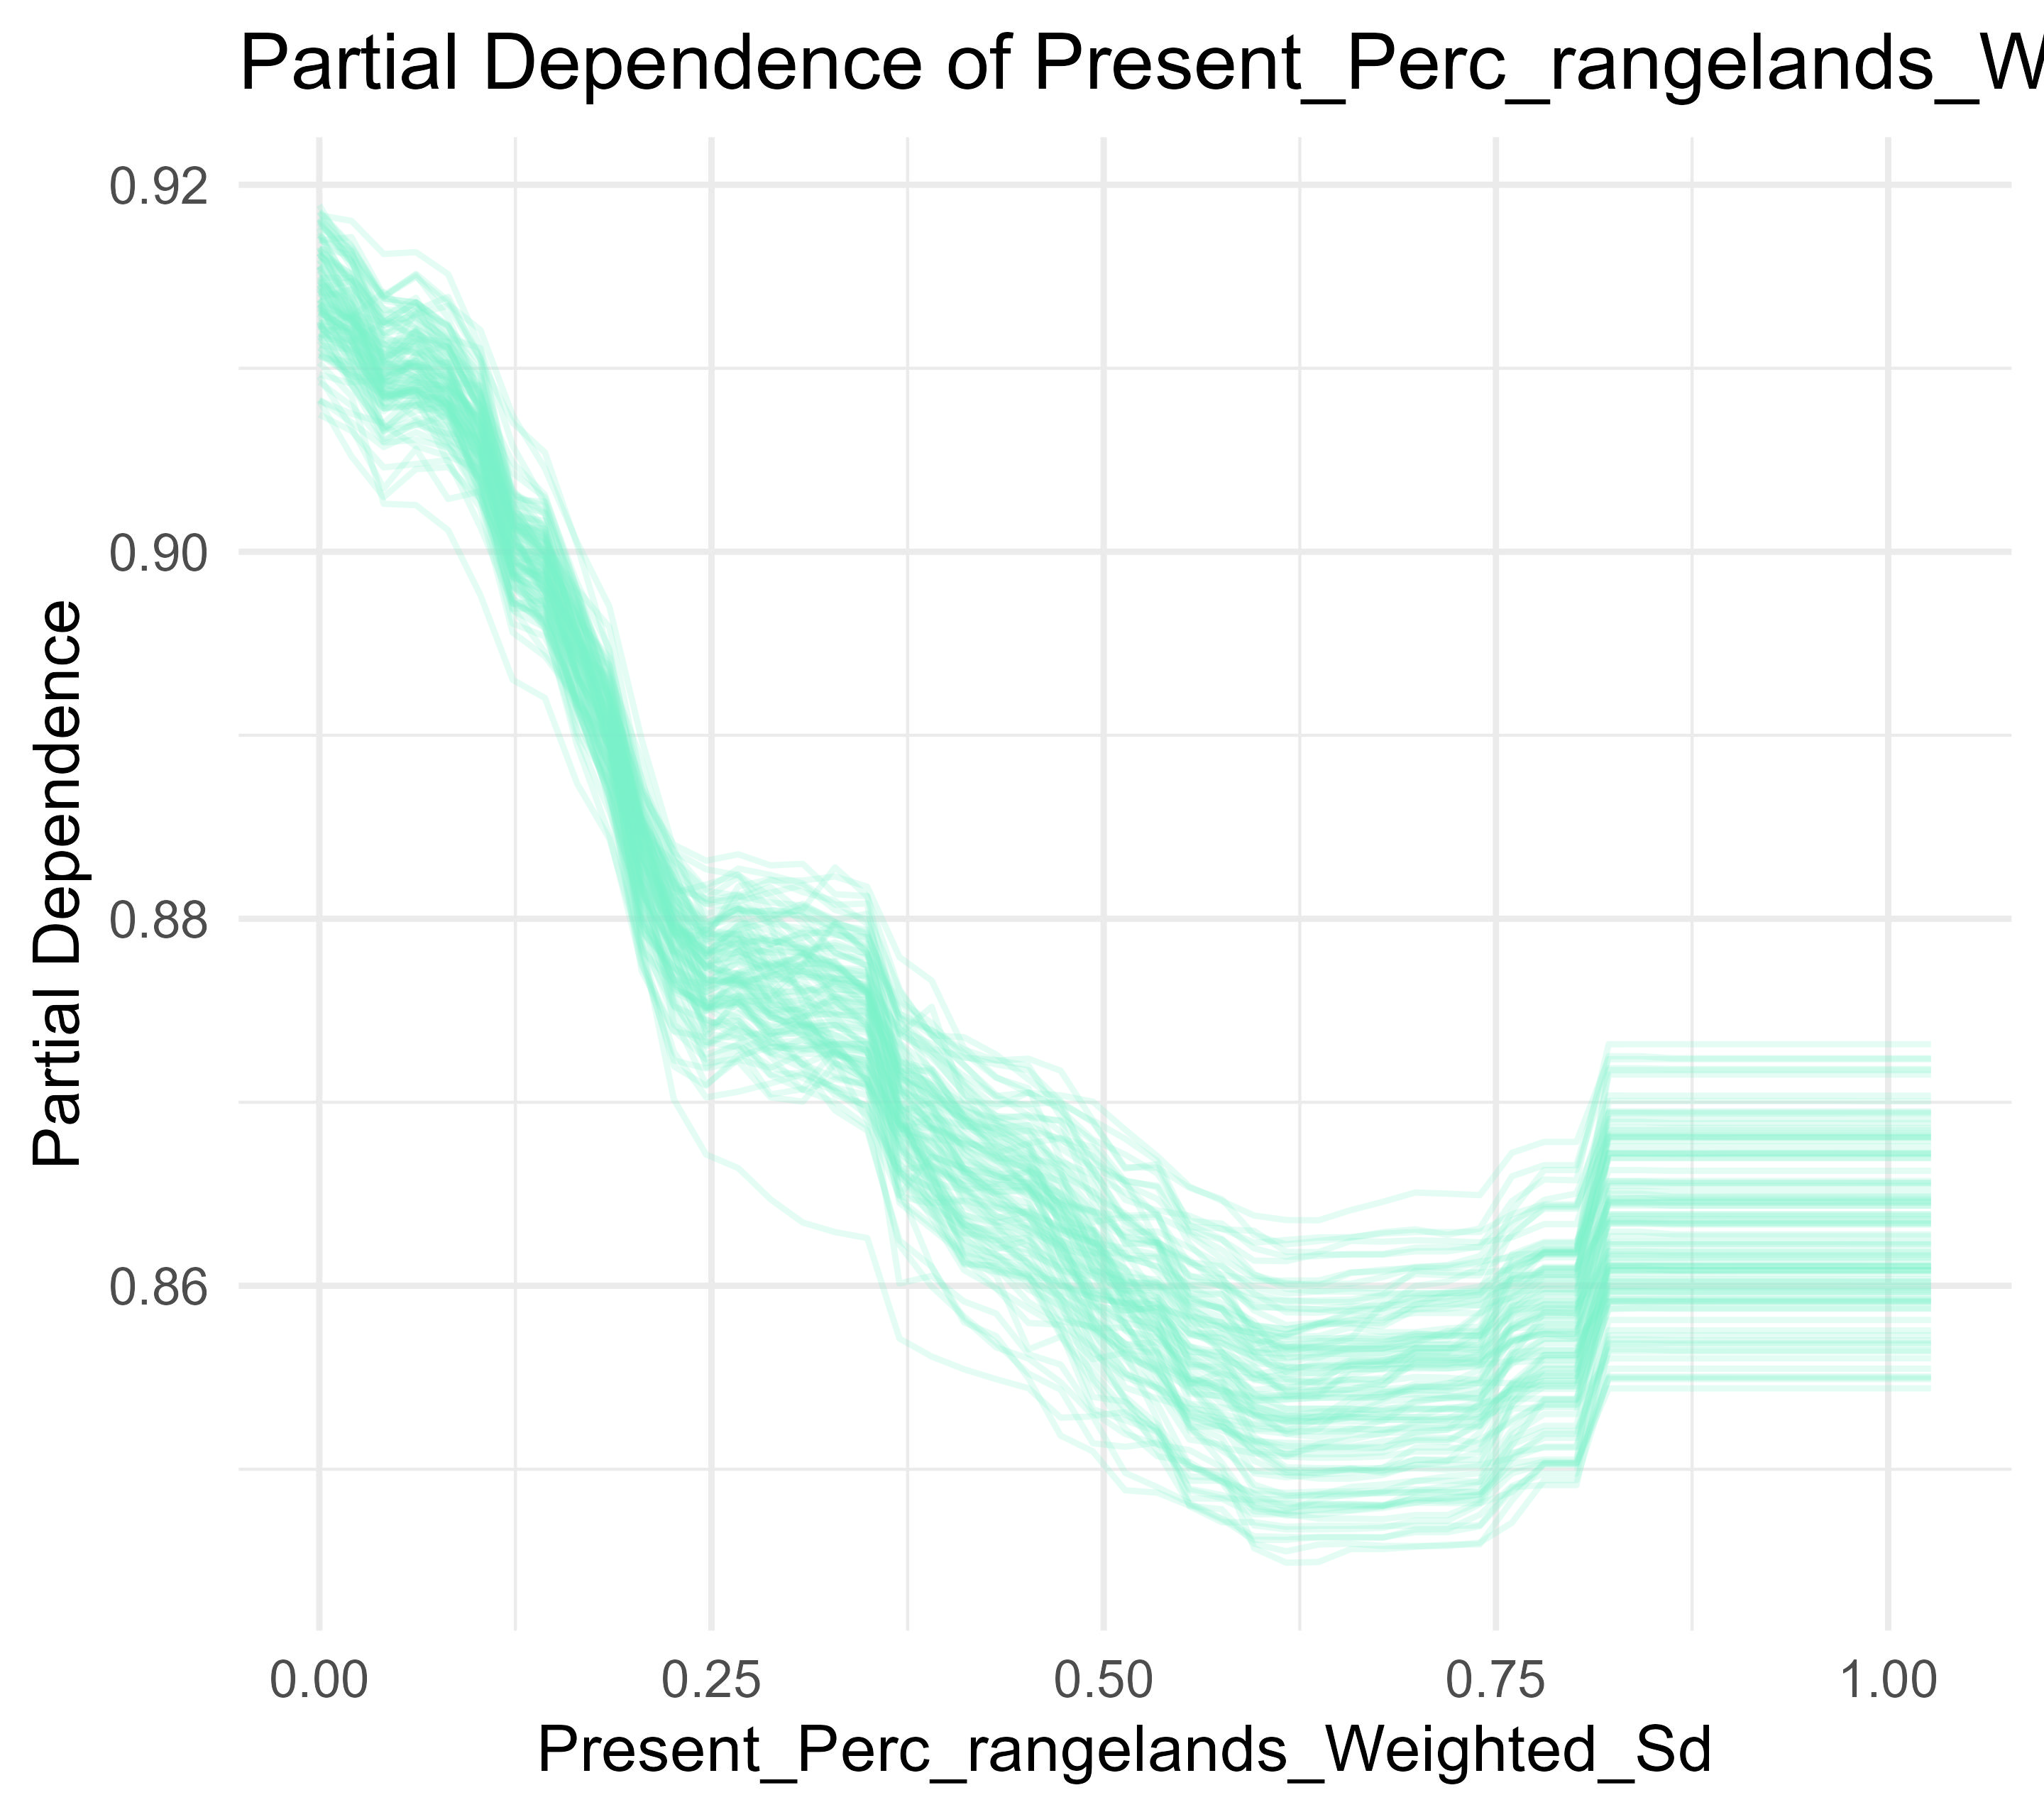 Partial Dependence of Present_Perc_rangelands_W
0.92
0.90
0.88
0.86
Partial Dependence
0.00 0.25 0.50 0.75 1.00
Present_Perc_rangelands_Weighted_Sd